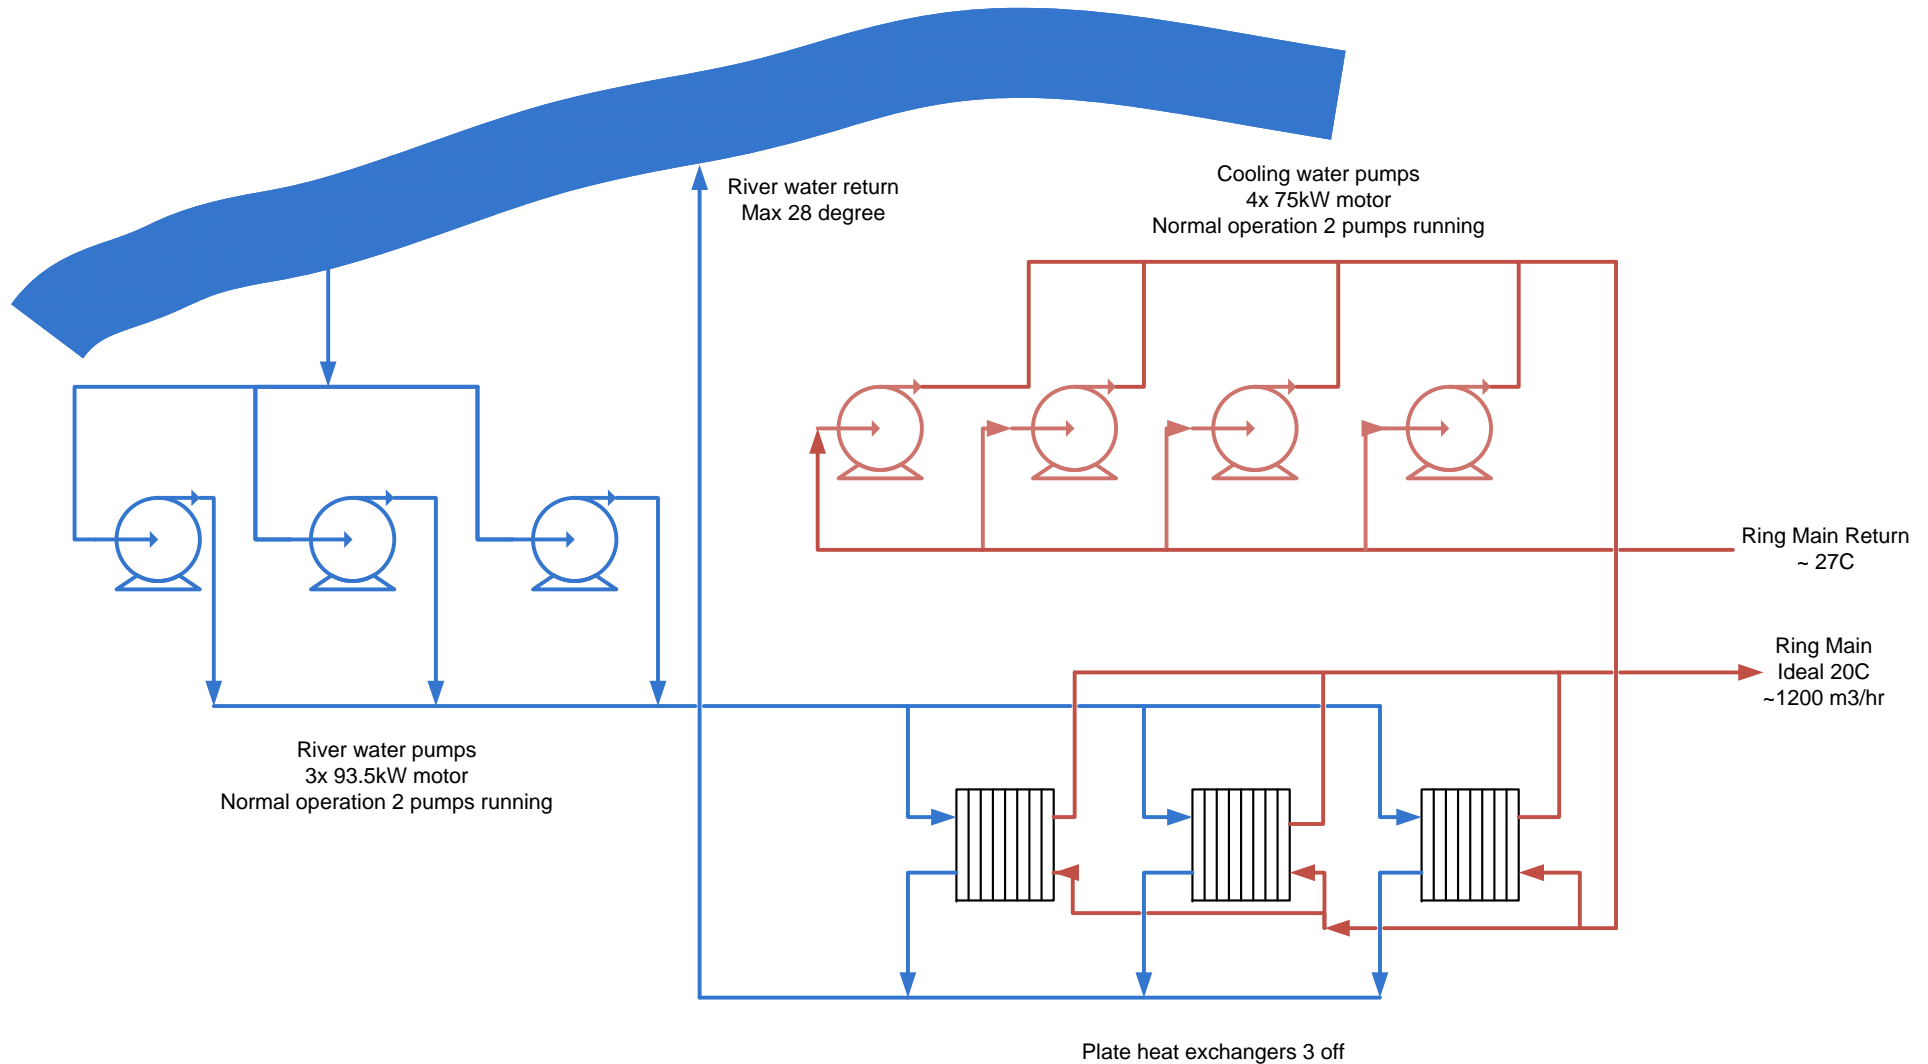 River water return
Max 28 degree
Cooling water pumps
4x 75kW motor
Normal operation 2 pumps running
Ring Main Return
~ 27C
Ring Main
Ideal 20C
~1200 m3/hr
River water pumps
3x 93.5kW motor
Normal operation 2 pumps running
Plate heat exchangers 3 off